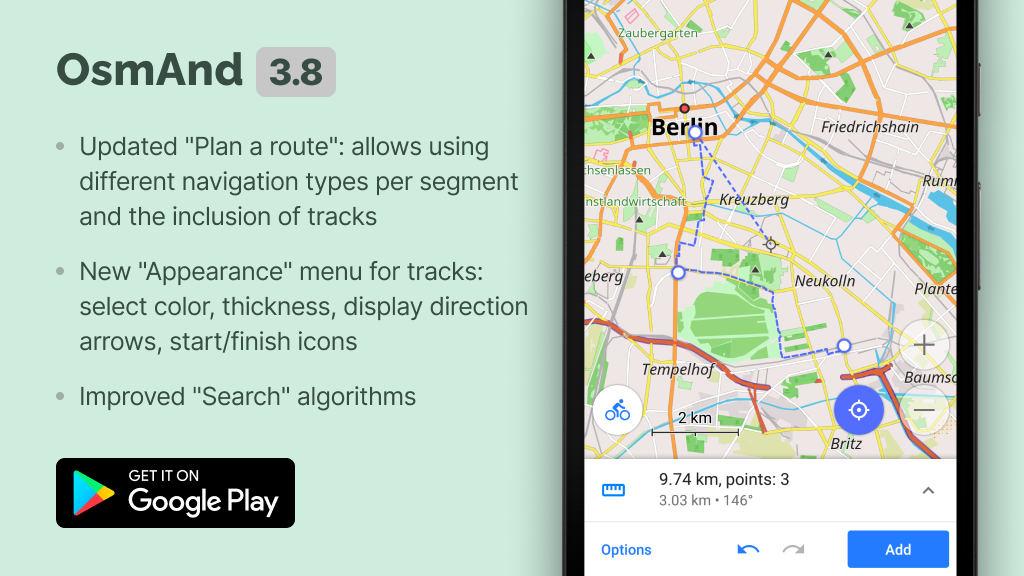 OsmAnd 3.8
• Updated "Plan a route": allows using
different navigation types per segment
and the inclusion of tracks
• New "Appearance" menu for tracks:
select color, thickness, display direction
arrows, start/finish icons
• Improved "Search" algorithms
GET IT ON
Google Play
Zaubergarten
Berlin
Friedrichshain
chsenlassen
Rum
nstlandwirtschaft
Kreuzberg
eberg
Neukolln
Plante
Tempelhof
Baumsc
2 km
Britz
9.74 km, points: 3
3.03 km • 146°
Options
Add